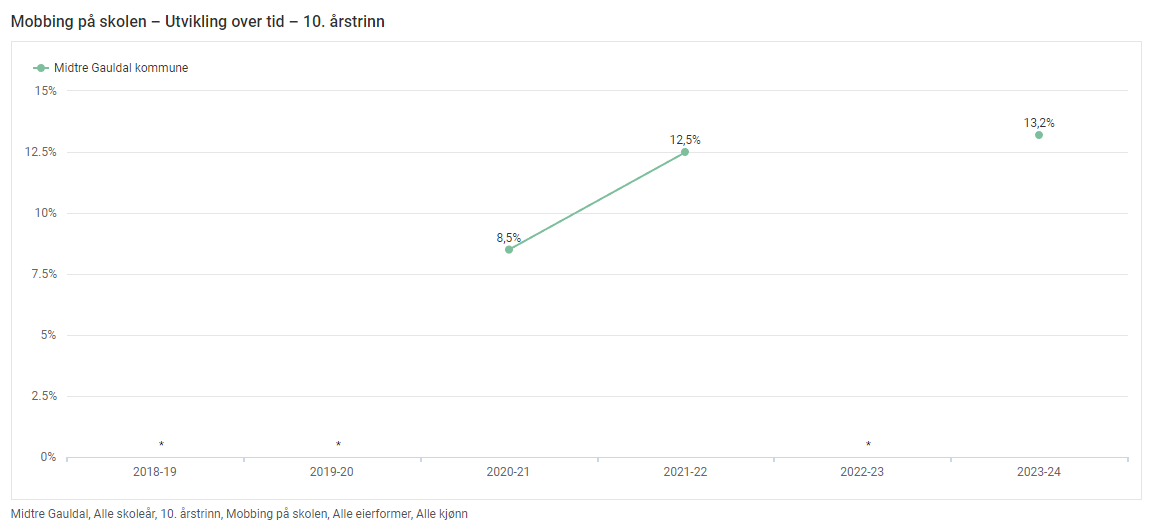 Mobbing på skolen – Utvikling over tid – 10. årstrinn
Midtre Gauldal kommune
15%
13,2%
12,5%
12.5%
10%
8,5%
7.5%
5%
2.5%
* * *
0%
2018-19 2019-20 2020-21 2021-22 2022-23 2023-24
Midtre Gauldal, Alle skoleår, 10. årstrinn, Mobbing på skolen, Alle eierformer, Alle kjønn